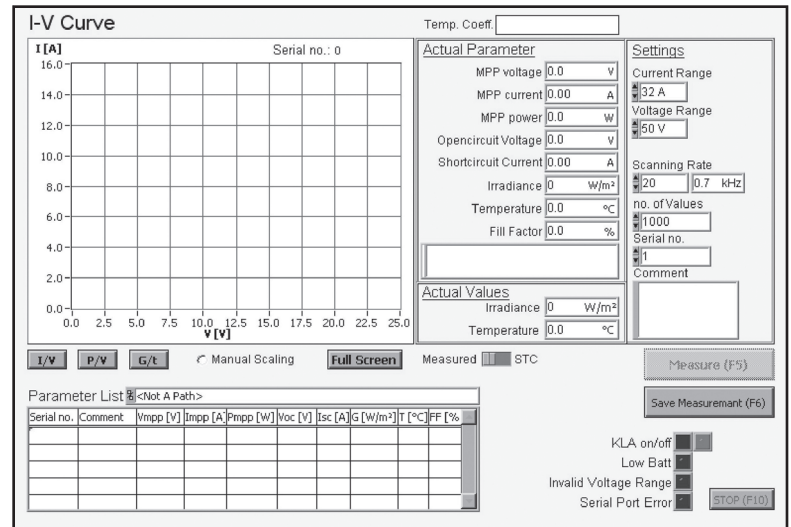 I-V Curve
Temp. Coeff.
I [A]
Serial no.: 0
16.0
14.0
12.0
10.0
8.0
6.0
4.0
2.0
0.0
0.0 2.5 5.0 7.5 10.0 12.5 15.0 17.5 20.0 22.5 25.0
V [V]
Actual Parameter
MPP voltage 0.0 V
MPP current 0.00 A
MPP power 0.0 W
Opencircuit Voltage 0.0 V
Shortcircuit Current 0.00 A
Irradiance 0 W/m²
Temperature 0.0 °C
Fill Factor 0.0 %
Actual Values
Irradiance 0 W/m²
Temperature 0.0 °C
Settings
Current Range
32 A
Voltage Range
50 V
Scanning Rate
20 0.7 kHz
no. of Values
1000
Serial no.
1
Comment
I/V P/V G/t Manual Scaling Full Screen
Measured STC
Measure (F5)
Parameter List <Not A Path>
Serial no. Comment Vmpp [V] Impp [A] Pmpp [W] Voc [V] Isc [A] G [W/m²] T [°C] FF [%
Save Measuremant (F6)
KLA on/off
Low Batt
Invalid Voltage Range
Serial Port Error
STOP (F10)